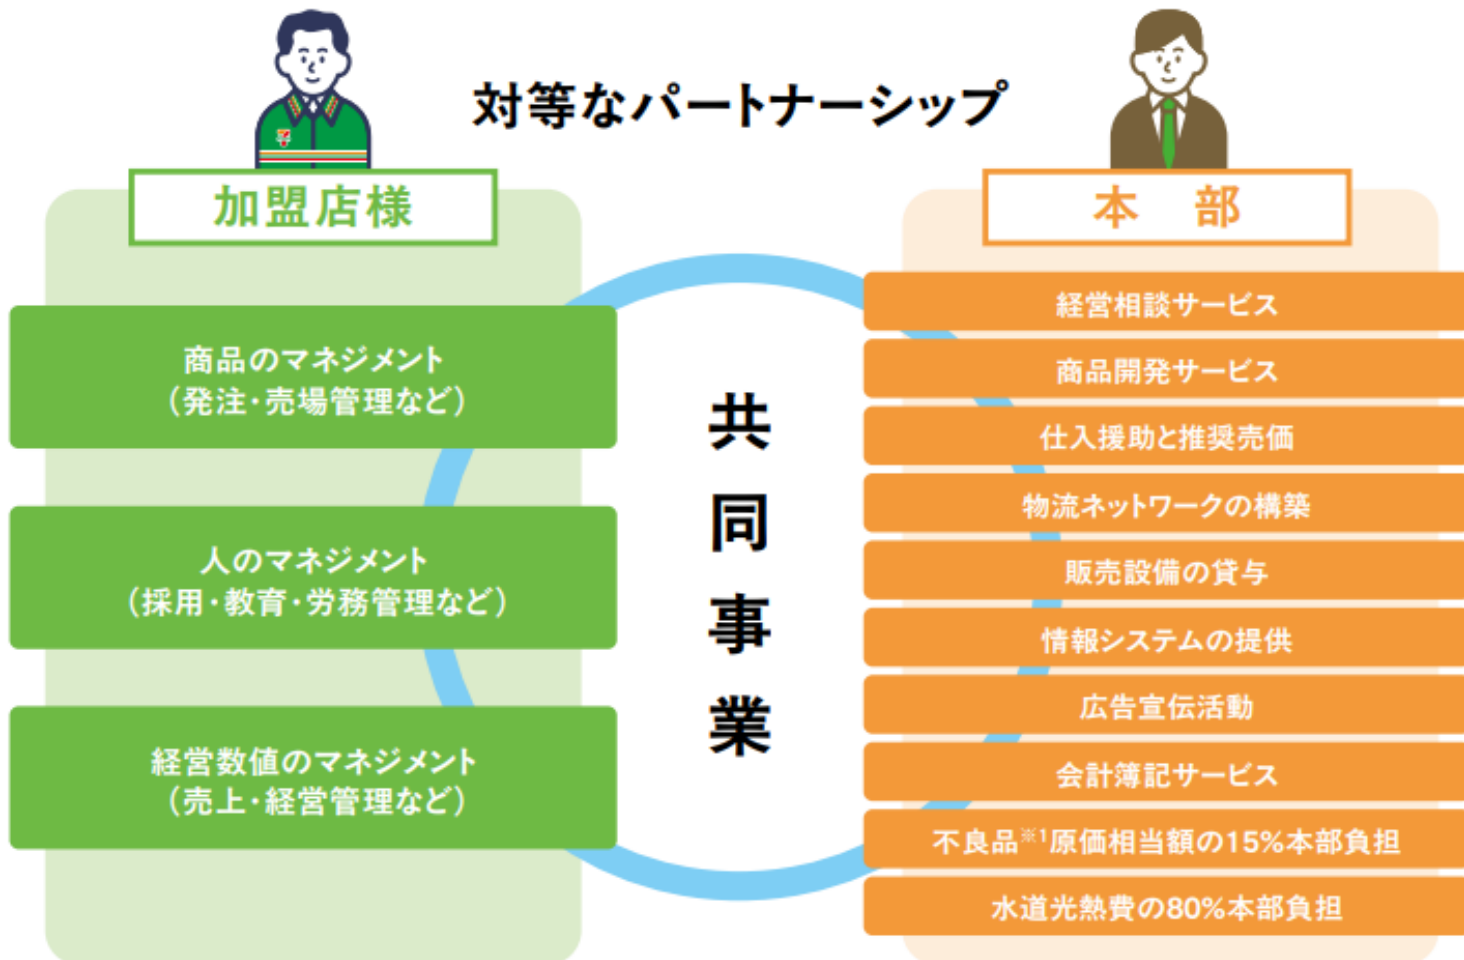 対等なパートナーシップ
加盟店様
商品のマネジメント
（発注・売場管理など）
人のマネジメント
（採用・教育・労務管理など）
経営数値のマネジメント
（売上・経営管理など）
共同事業
本　部
経営相談サービス
商品開発サービス
仕入援助と推奨売価
物流ネットワークの構築
販売設備の貸与
情報システムの提供
広告宣伝活動
会計簿記サービス
不良品※1原価相当額の15%本部負担
水道光熱費の80%本部負担